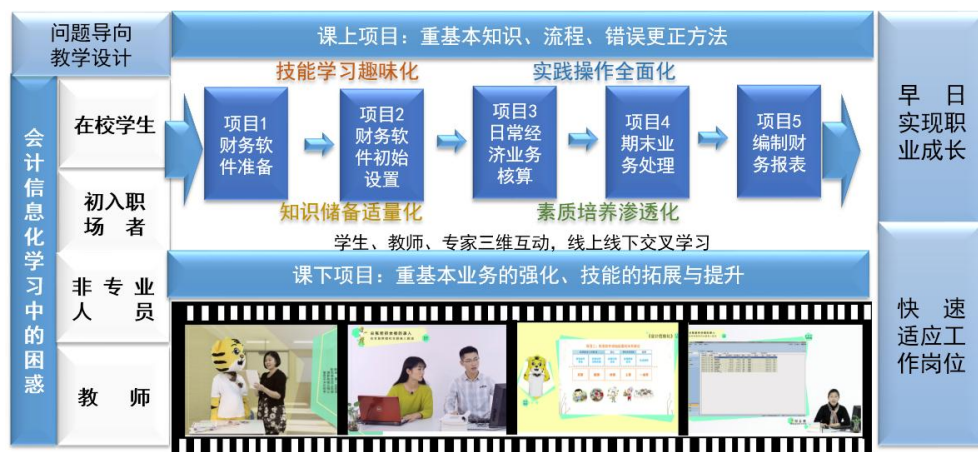 问题导向
教学设计
课上项目：重基本知识、流程、错误更正方法
技能学习趣味化
实践操作全面化
会计信息化学习中的困惑
在校学生
初入职
场者
非专业
人员
教师
项目1
财务软
件准备
项目2
财务软
件初始
设置
项目3
日常经
济业务
核算
项目4
期末业
务处理
项目5
编制财
务报表
知识储备适量化
素质培养渗透化
学生、教师、专家三维互动，线上线下交叉学习
课下项目：重基本业务的强化、技能的拓展与提升
早日
实现职
业成长
快速
适应工
作岗位